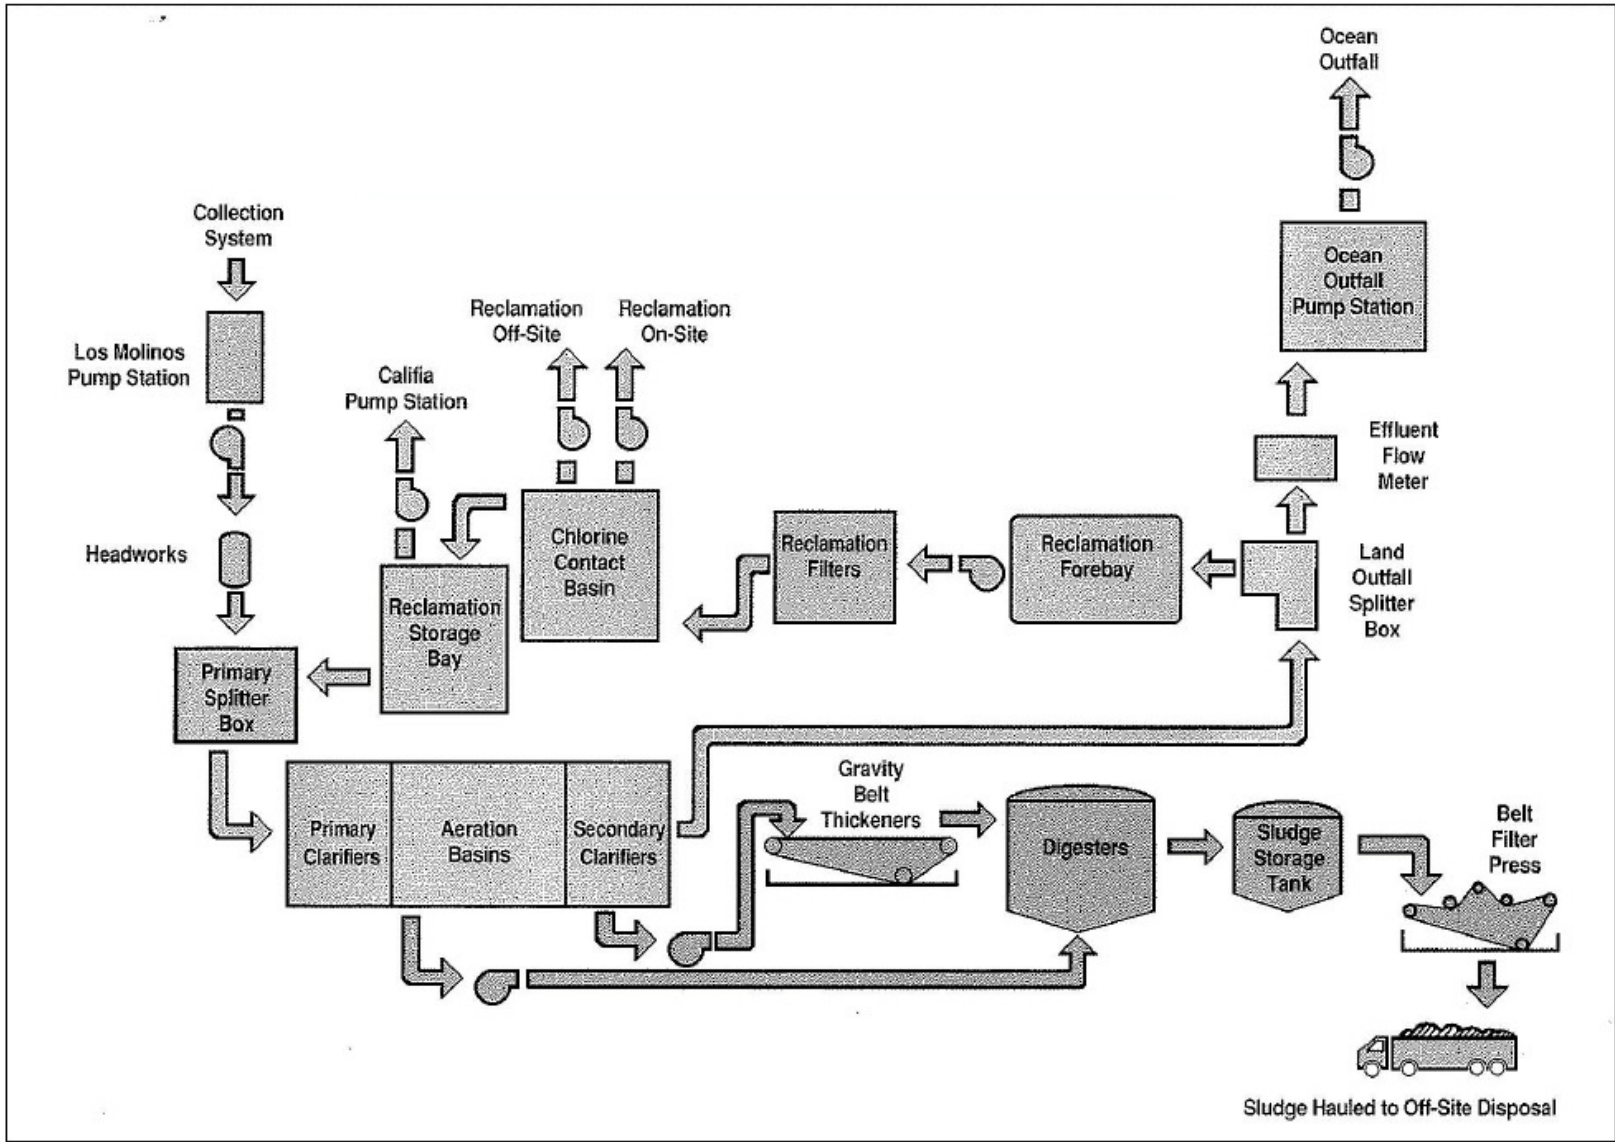 Ocean
Outfall
Collection
System
Ocean
Outfall
Pump Station
Reclamation
Off-Site
Reclamation
On-Site
Los Molinos
Pump Station
Califia
Pump Station
Effluent
Flow
Meter
Headworks
Chlorine
Contact
Basin
Reclamation
Filters
Reclamation
Forebay
Land
Outfall
Splitter
Box
Reclamation
Storage
Bay
Primary
Splitter
Box
Gravity
Belt
Thickeners
Primary
Clarifiers
Aeration
Basins
Secondary
Clarifiers
Digesters
Sludge
Storage
Tank
Belt
Filter
Press
Sludge Hauled to Off-Site Disposal